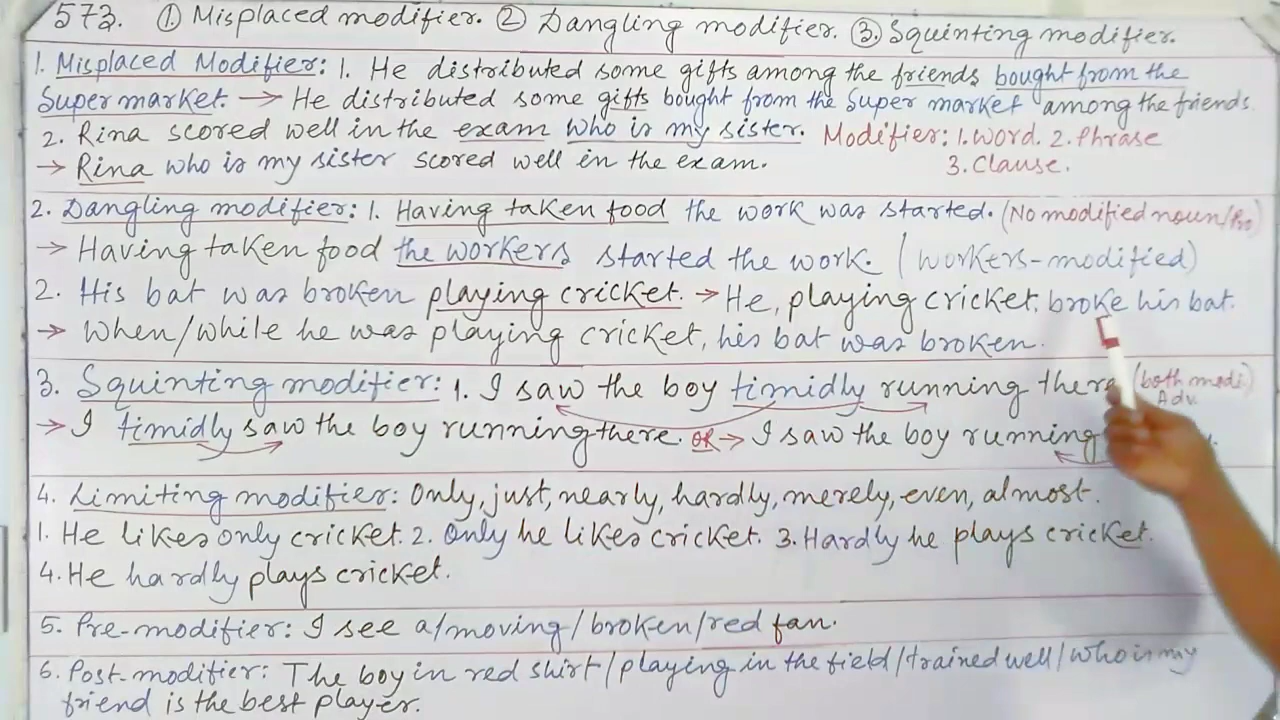 573. ① Misplaced modifier. ② Dangling modifier. ③ Squinting modifier.
1. Misplaced Modifier: 1. He distributed some gifts among the friends bought from the
Super market. → He distributed some gifts bought from the Super market among the friends.
2. Rina scored well in the exam who is my sister. Modifier: 1. Word. 2. Phrase
→ Rina who is my sister scored well in the exam. 3. Clause.
2. Dangling modifier: 1. Having taken food the work was started. (No modified noun/Pro)
→ Having taken food the workers started the work. (Workers-modified)
2. His bat was broken playing cricket. → He, playing cricket, broke his bat.
→ When/while he was playing cricket, his bat was broken.
3. Squinting modifier: 1. I saw the boy timidly running there (both modi.)
Adv.
→ I timidly saw the boy running there. OR → I saw the boy running
4. Limiting modifier: Only, just, nearly, hardly, merely, even, almost.
1. He likes only cricket. 2. Only he likes cricket. 3. Hardly he plays cricket.
4. He hardly plays cricket.
5. Pre-modifier: I see a/moving/broken/red fan.
6. Post-modifier: The boy in red shirt/playing in the field/trained well/who is my
friend is the best player.